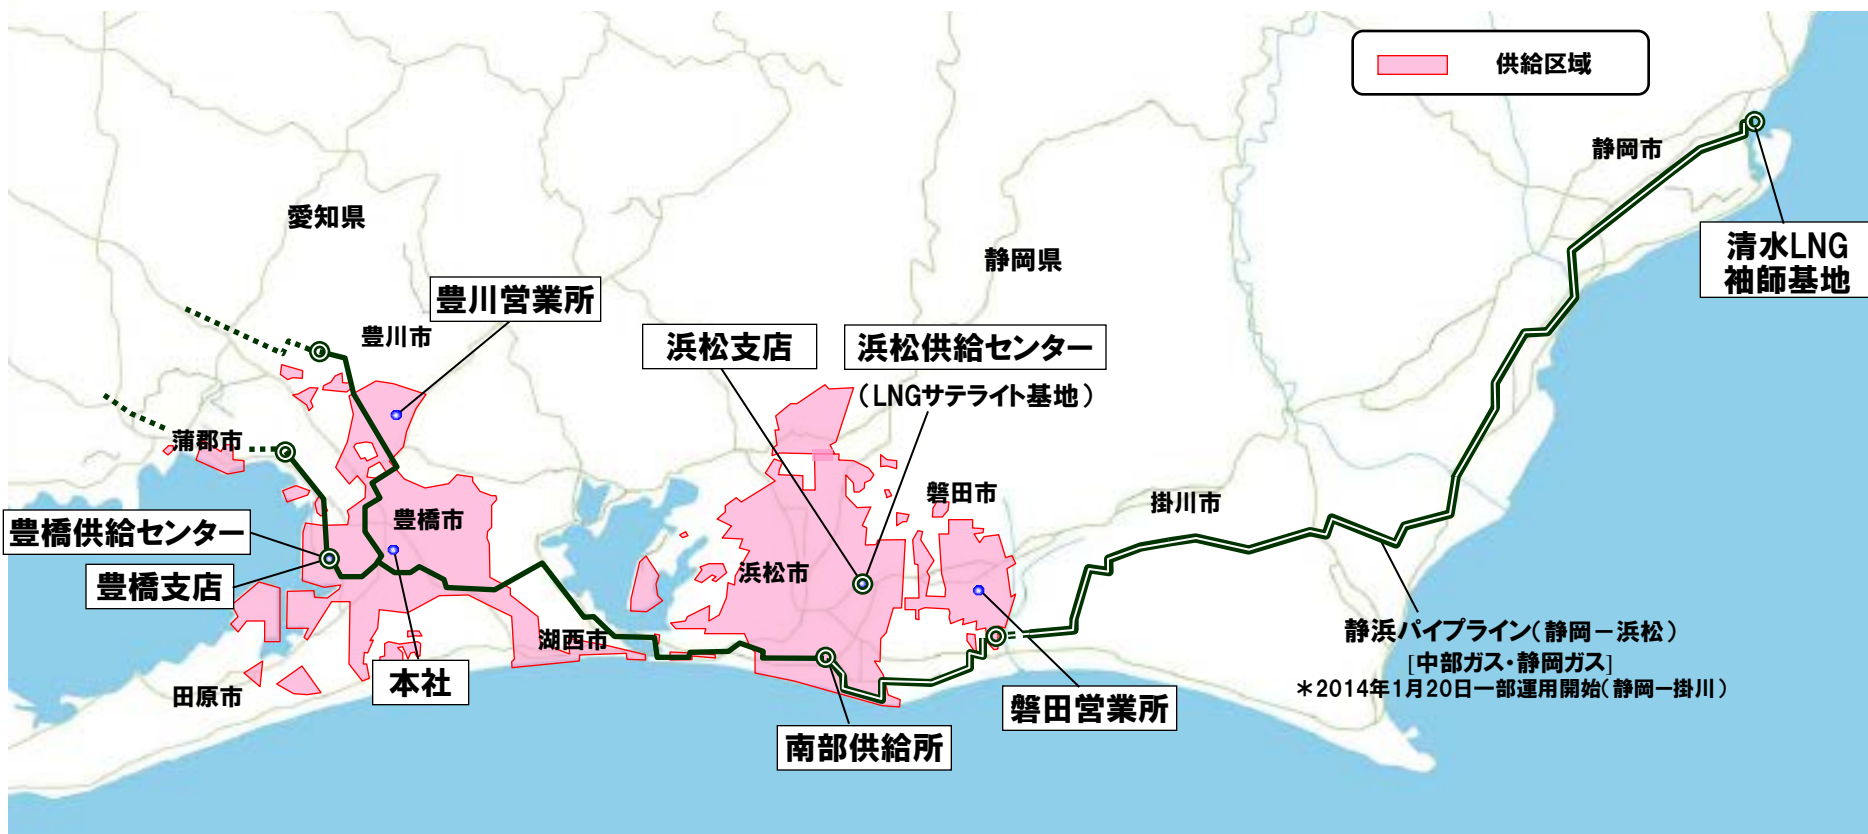 供給区域
静岡市
清水LNG
袖師基地
愛知県
静岡県
豊川営業所
豊川市
浜松支店
浜松供給センター
（LNGサテライト基地）
蒲郡市
磐田市
掛川市
豊橋市
豊橋供給センター
豊橋支店
浜松市
湖西市
静浜パイプライン（静岡－浜松）
[中部ガス・静岡ガス]
＊2014年1月20日一部運用開始（静岡－掛川）
本社
田原市
磐田営業所
南部供給所